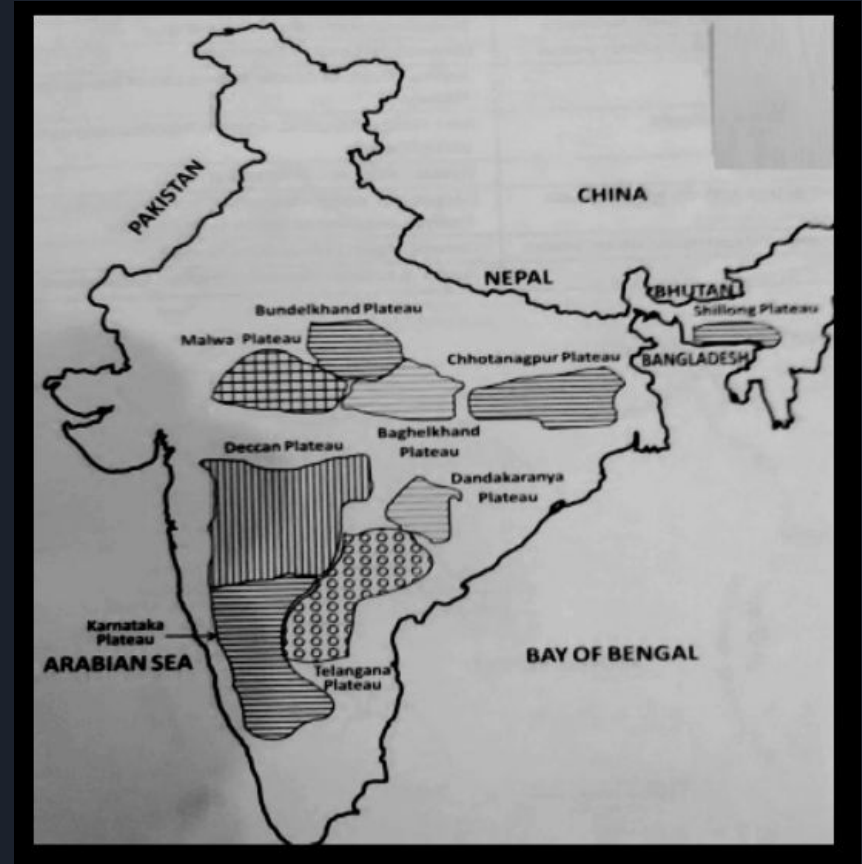 PAKISTAN
CHINA
NEPAL
BHUTAN
Shillong Plateau
Bundelkhand Plateau
Malwa Plateau
Chhotanagpur Plateau
BANGLADESH
Baghelkhand
Plateau
Deccan Plateau
Dandakaranya
Plateau
Karnataka
Plateau
ARABIAN SEA
BAY OF BENGAL
Telangana
Plateau